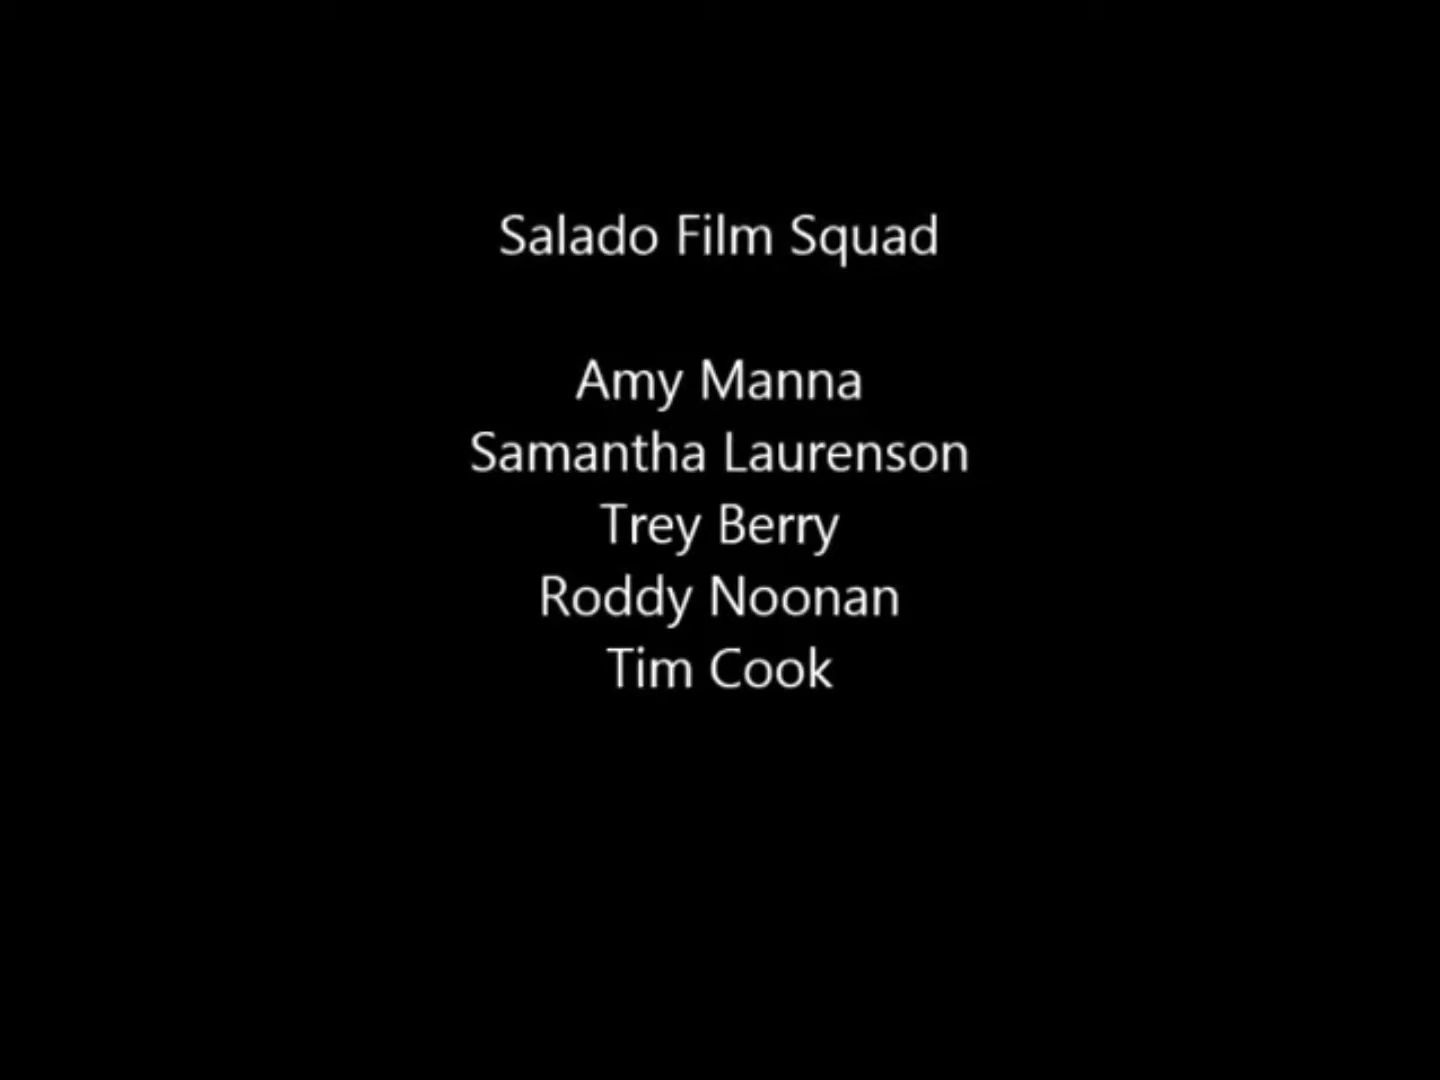 Salado Film Squad
Amy Manna
Samantha Laurenson
Trey Berry
Roddy Noonan
Tim Cook